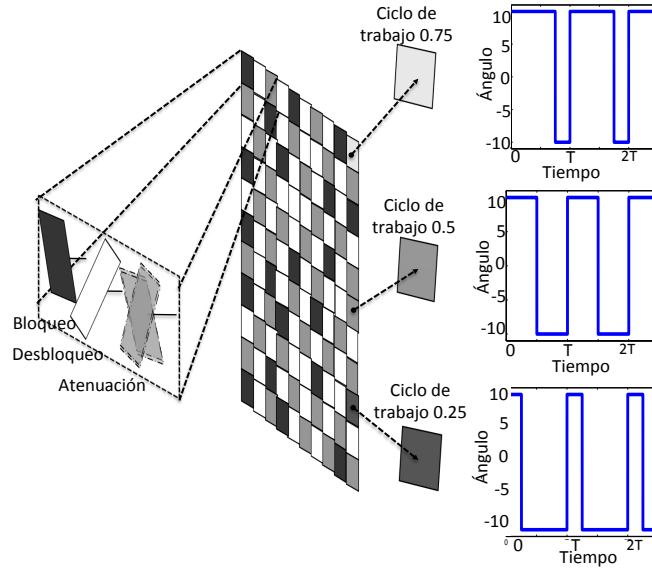 Ciclo de
trabajo 0.75
Ángulo
10
5
0
-5
-10
0
T
2T
Tiempo
Ciclo de
trabajo 0.5
Ángulo
10
5
0
-5
-10
0
T
2T
Tiempo
Bloqueo
Desbloqueo
Atenuación
Ciclo de
trabajo 0.25
Ángulo
10
5
0
-5
-10
0
0
T
2T
Tiempo